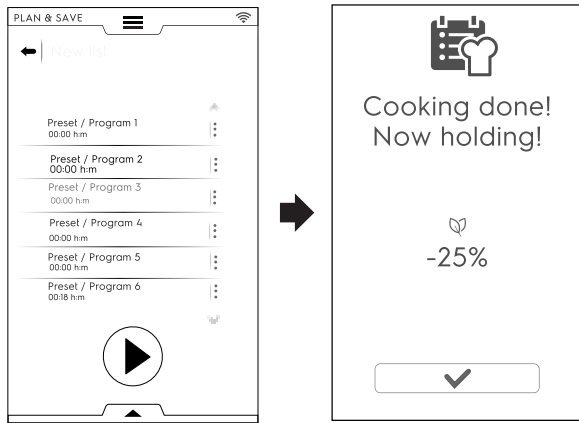 PLAN & SAVE
New list
Preset / Program 1
00:00 h:m
Preset / Program 2
00:00 h:m
Preset / Program 3
00:00 h:m
Preset / Program 4
00:00 h:m
Preset / Program 5
00:00 h:m
Preset / Program 6
00:18 h:m
Cooking done!
Now holding!
-25%